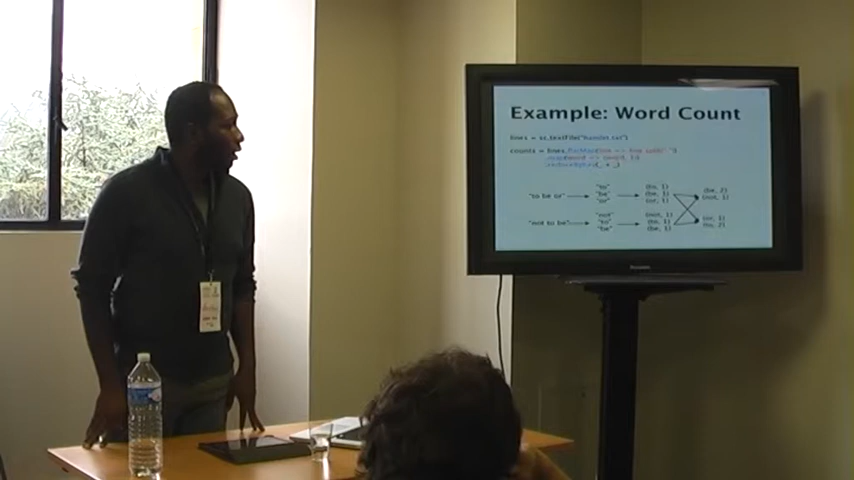 Example: Word Count
lines = sc.textFile("hamlet.txt")
counts = lines.flatMap(line => line.split(" ")
.map(word => (word, 1)
.reduceByKey(_ + _)
"to be or" "to" "be" "or" (to, 1) (be, 1) (or, 1) (be, 2) (not, 1)
"not to be" "not" "to" "be" (not, 1) (to, 1) (be, 1) (or, 1) (to, 2)